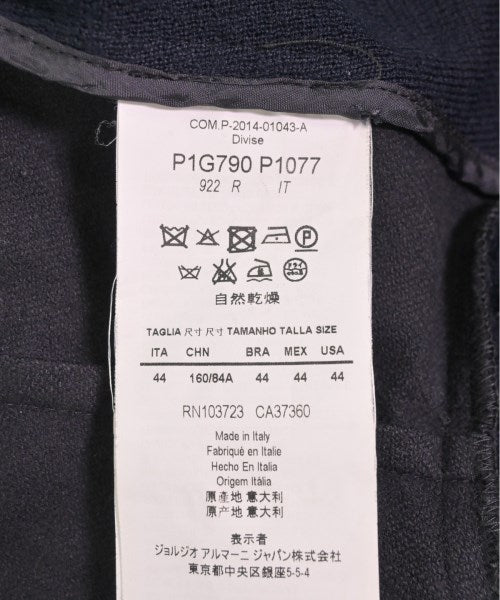 COM.P-2014-01043-A
Divise
P1G790 P1077
922 R IT
P
ドライ
自然乾燥
TAGLIA 尺寸 尺寸 TAMANHO TALLA SIZE
ITA CHN BRA MEX USA
44 160/84A 44 44 44
RN103723 CA37360
Made in Italy
Fabriqué en Italie
Hecho En Italia
Origem Itália
原產地 意大利
原产地 意大利
表示者
ジョルジオ アルマーニ ジャパン株式会社
東京都中央区銀座5-5-4